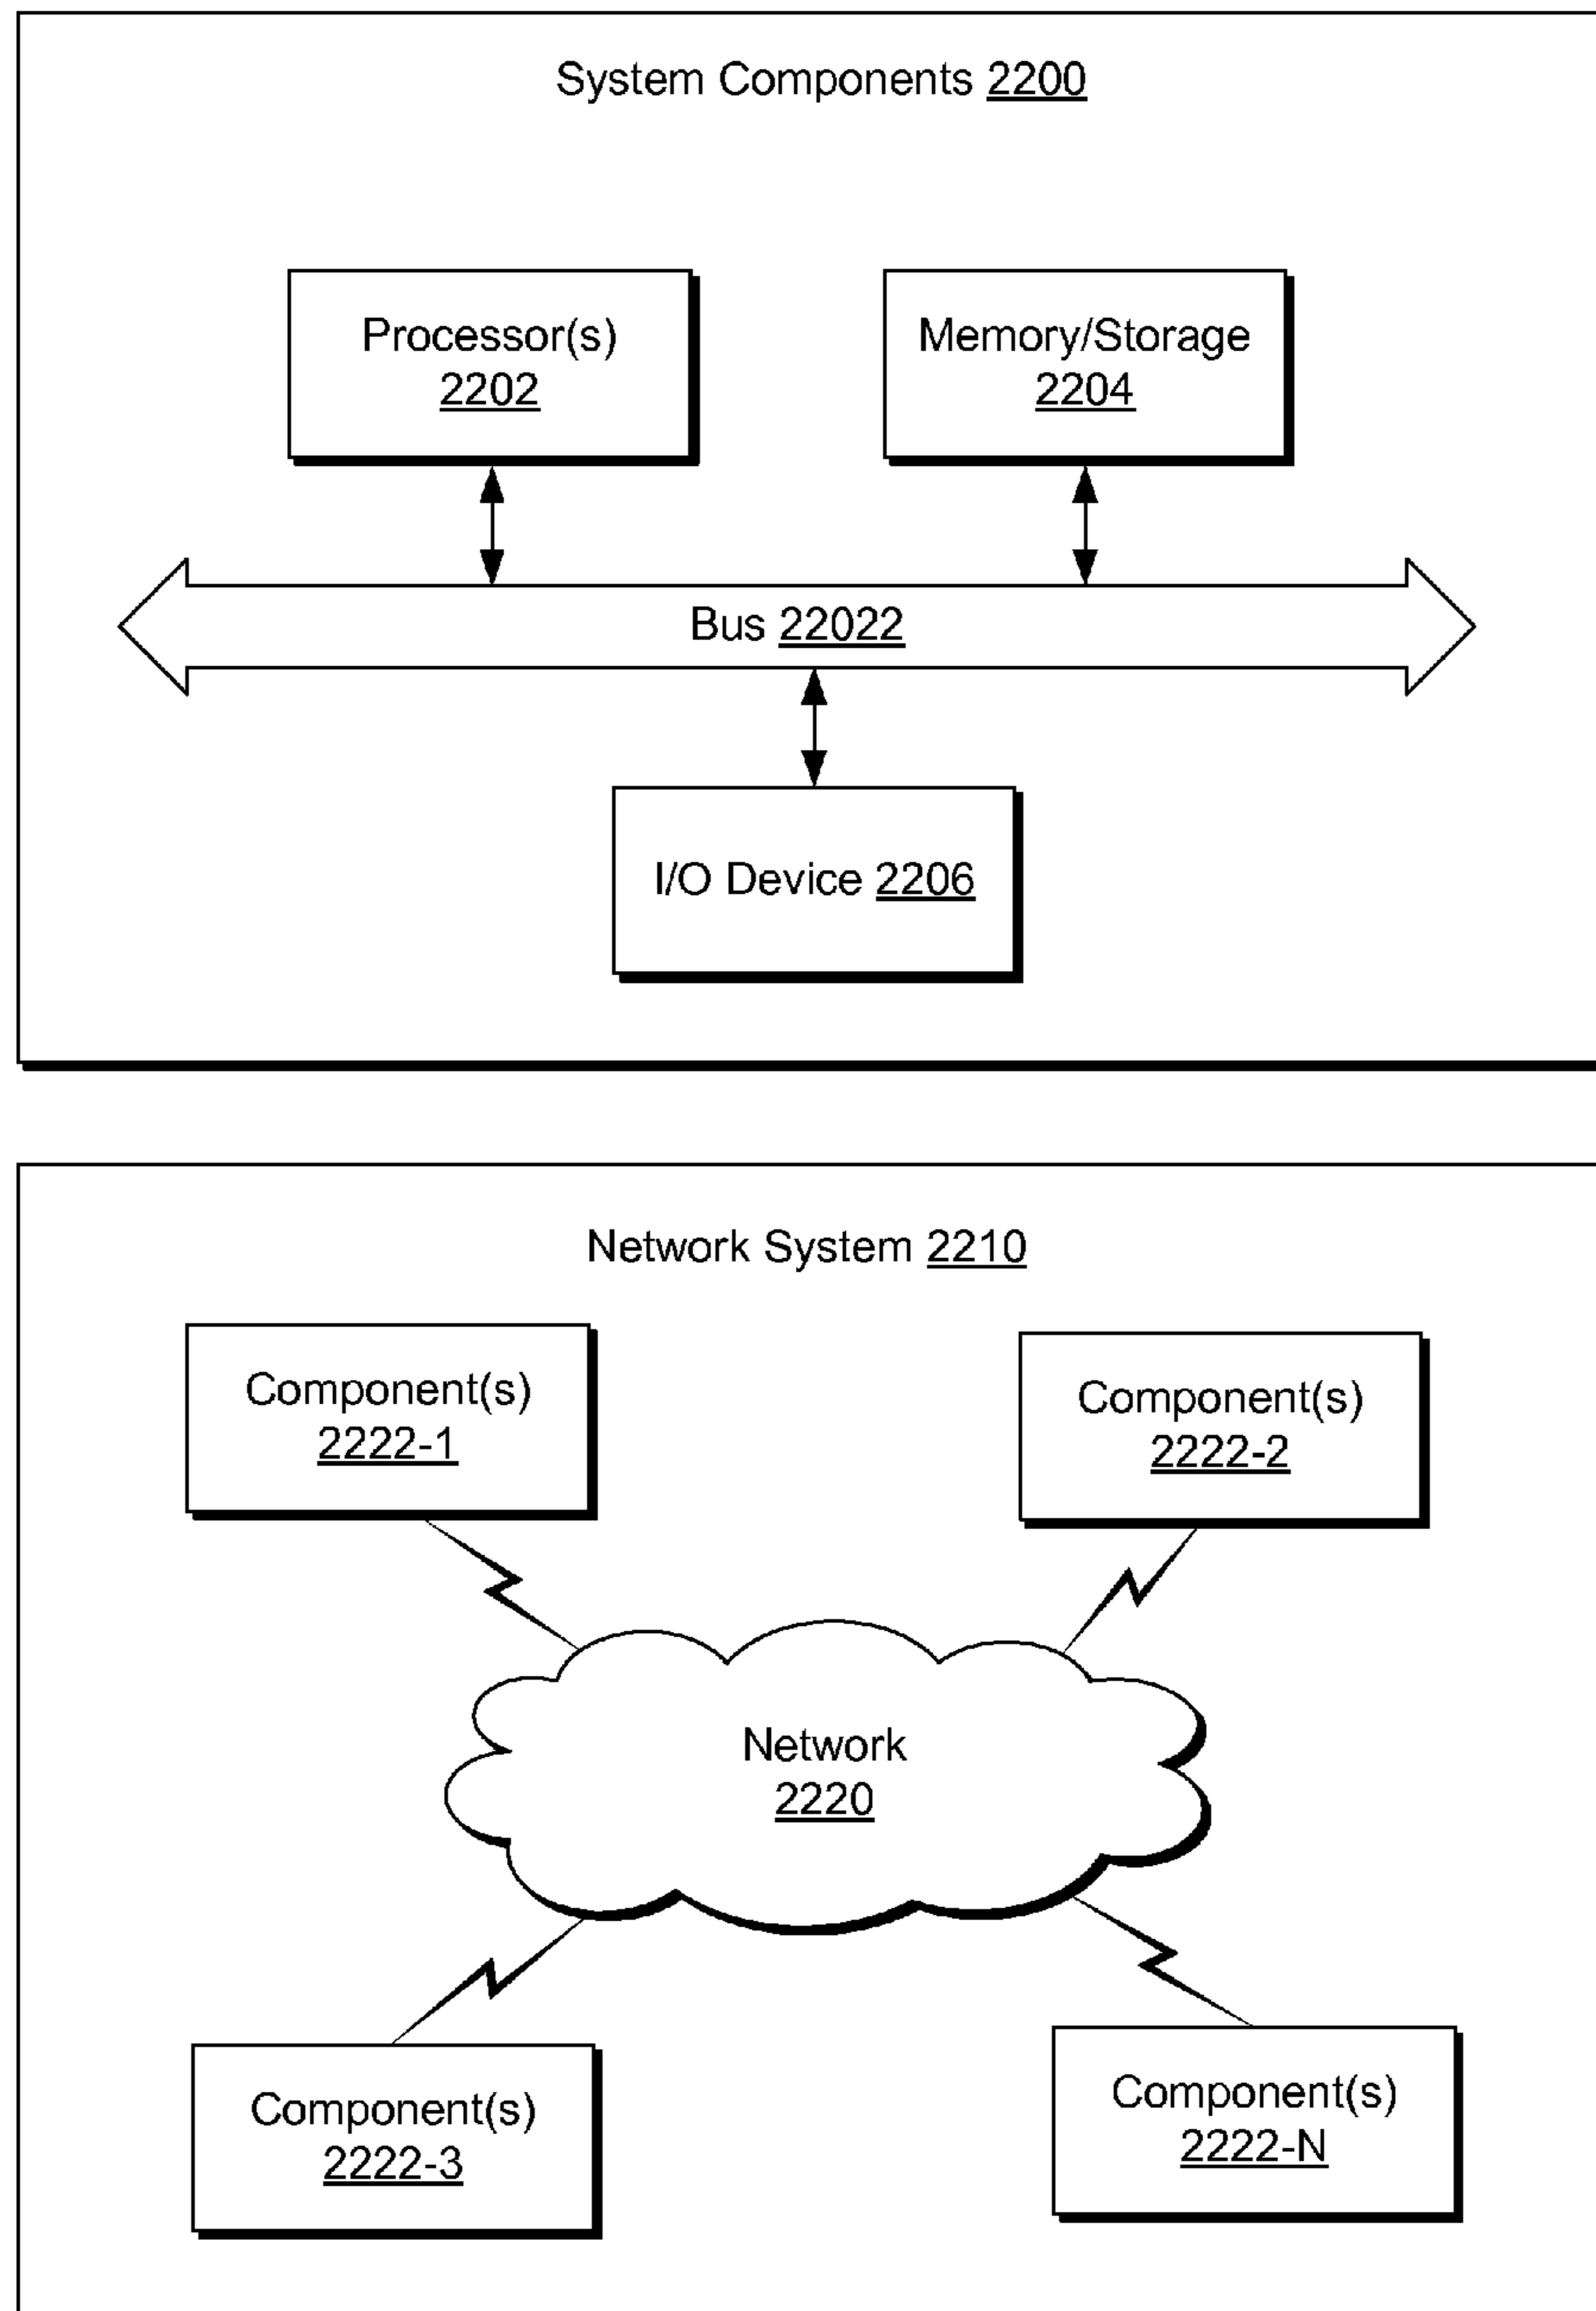 System Components 2200
Processor(s)
2202
Memory/Storage
2204
Bus 22022
I/O Device 2206
Network System 2210
Component(s)
2222-1
Component(s)
2222-2
Network
2220
Component(s)
2222-3
Component(s)
2222-N